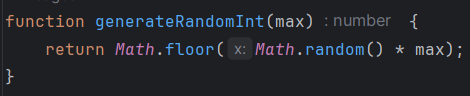 function generateRandomInt(max) : number {
    return Math.floor( x: Math.random() * max);
}